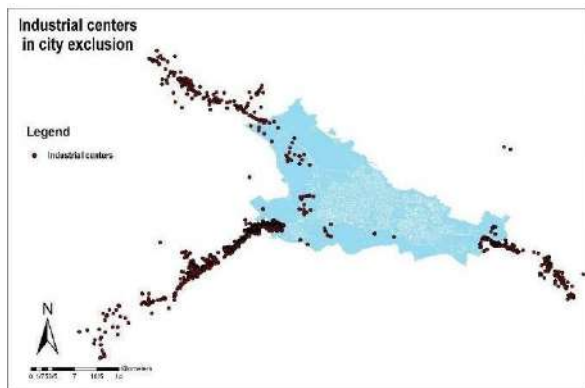 Industrial centers
in city exclusion
Legend
Industrial centers
N
Kilometers